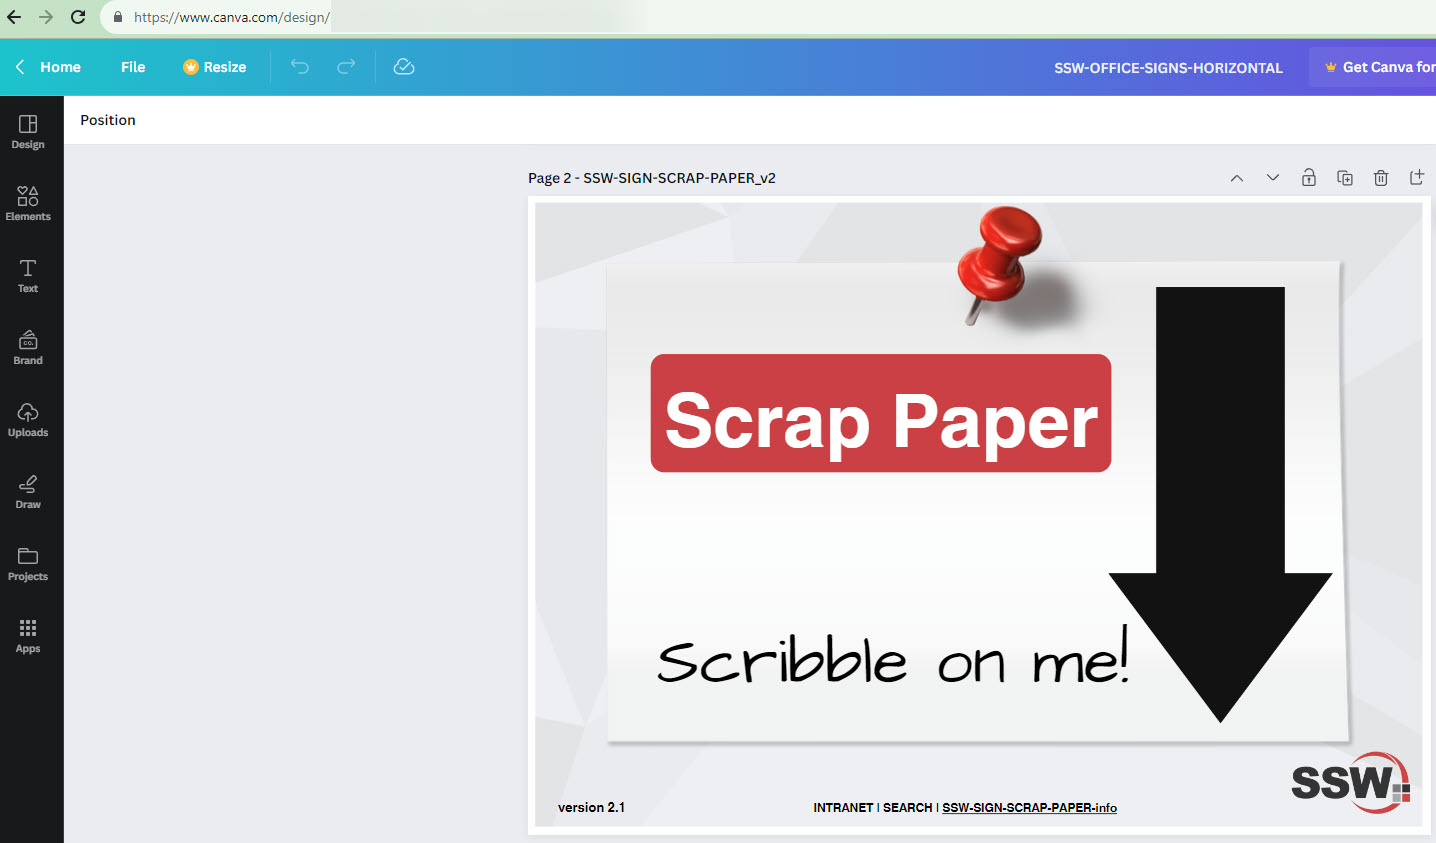 https://www.canva.com/design/
Home File Resize SSW-OFFICE-SIGNS-HORIZONTAL Get Canva for
Position
Design
Elements
Text
CO.
Brand
Uploads
Draw
Projects
Apps
Page 2 - SSW-SIGN-SCRAP-PAPER_v2
Scrap Paper
Scribble on me!
SSW
version 2.1 INTRANET | SEARCH | SSW-SIGN-SCRAP-PAPER-info